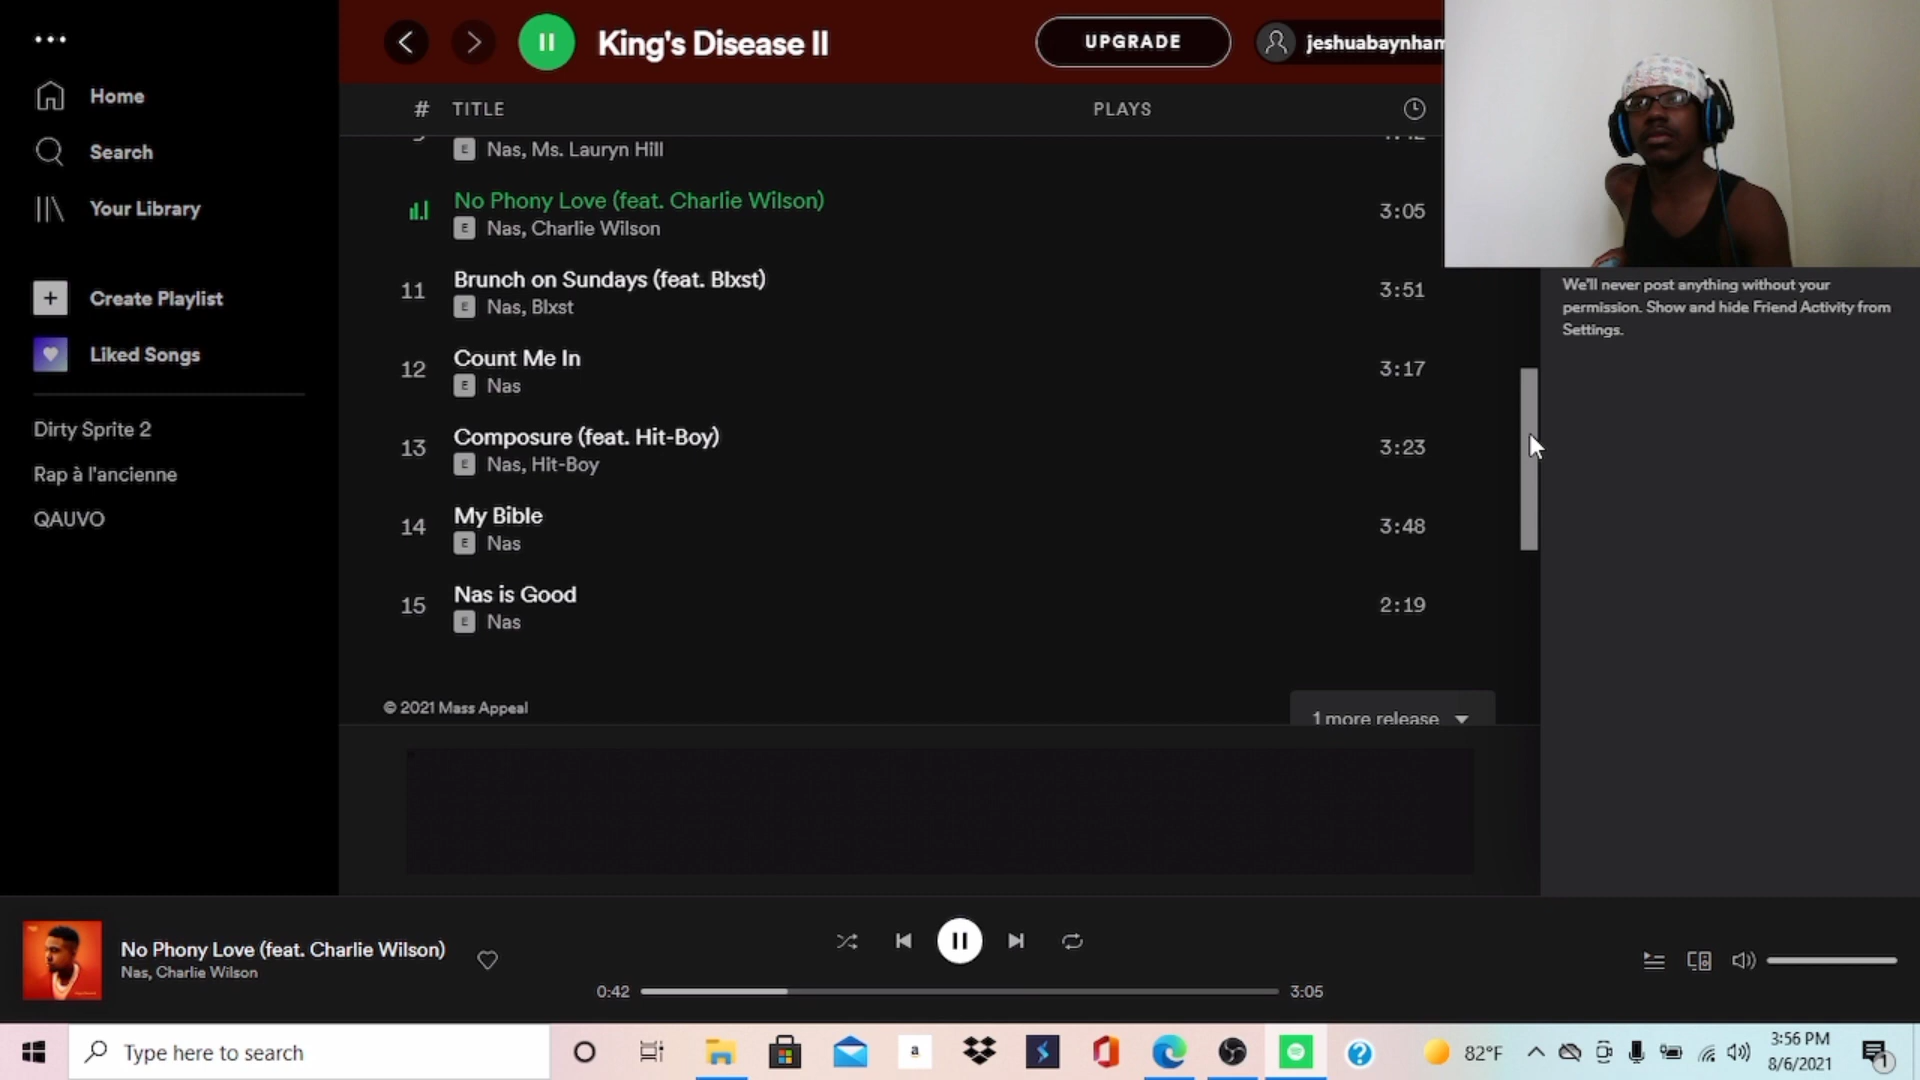 Home
Search
Your Library
Create Playlist
Liked Songs
Dirty Sprite 2
Rap à l'ancienne
QAUVO
King's Disease II
UPGRADE
jeshuabaynham
# TITLE PLAYS
E Nas, Ms. Lauryn Hill
No Phony Love (feat. Charlie Wilson)
E Nas, Charlie Wilson
3:05
11 Brunch on Sundays (feat. Blxst)
E Nas, Blxst
3:51
12 Count Me In
E Nas
3:17
13 Composure (feat. Hit-Boy)
E Nas, Hit-Boy
3:23
14 My Bible
E Nas
3:48
15 Nas is Good
E Nas
2:19
© 2021 Mass Appeal
1 more release
We'll never post anything without your
permission. Show and hide Friend Activity from
Settings.
No Phony Love (feat. Charlie Wilson)
Nas, Charlie Wilson
0:42
3:05
Type here to search
a
82°F
3:56 PM
8/6/2021
1